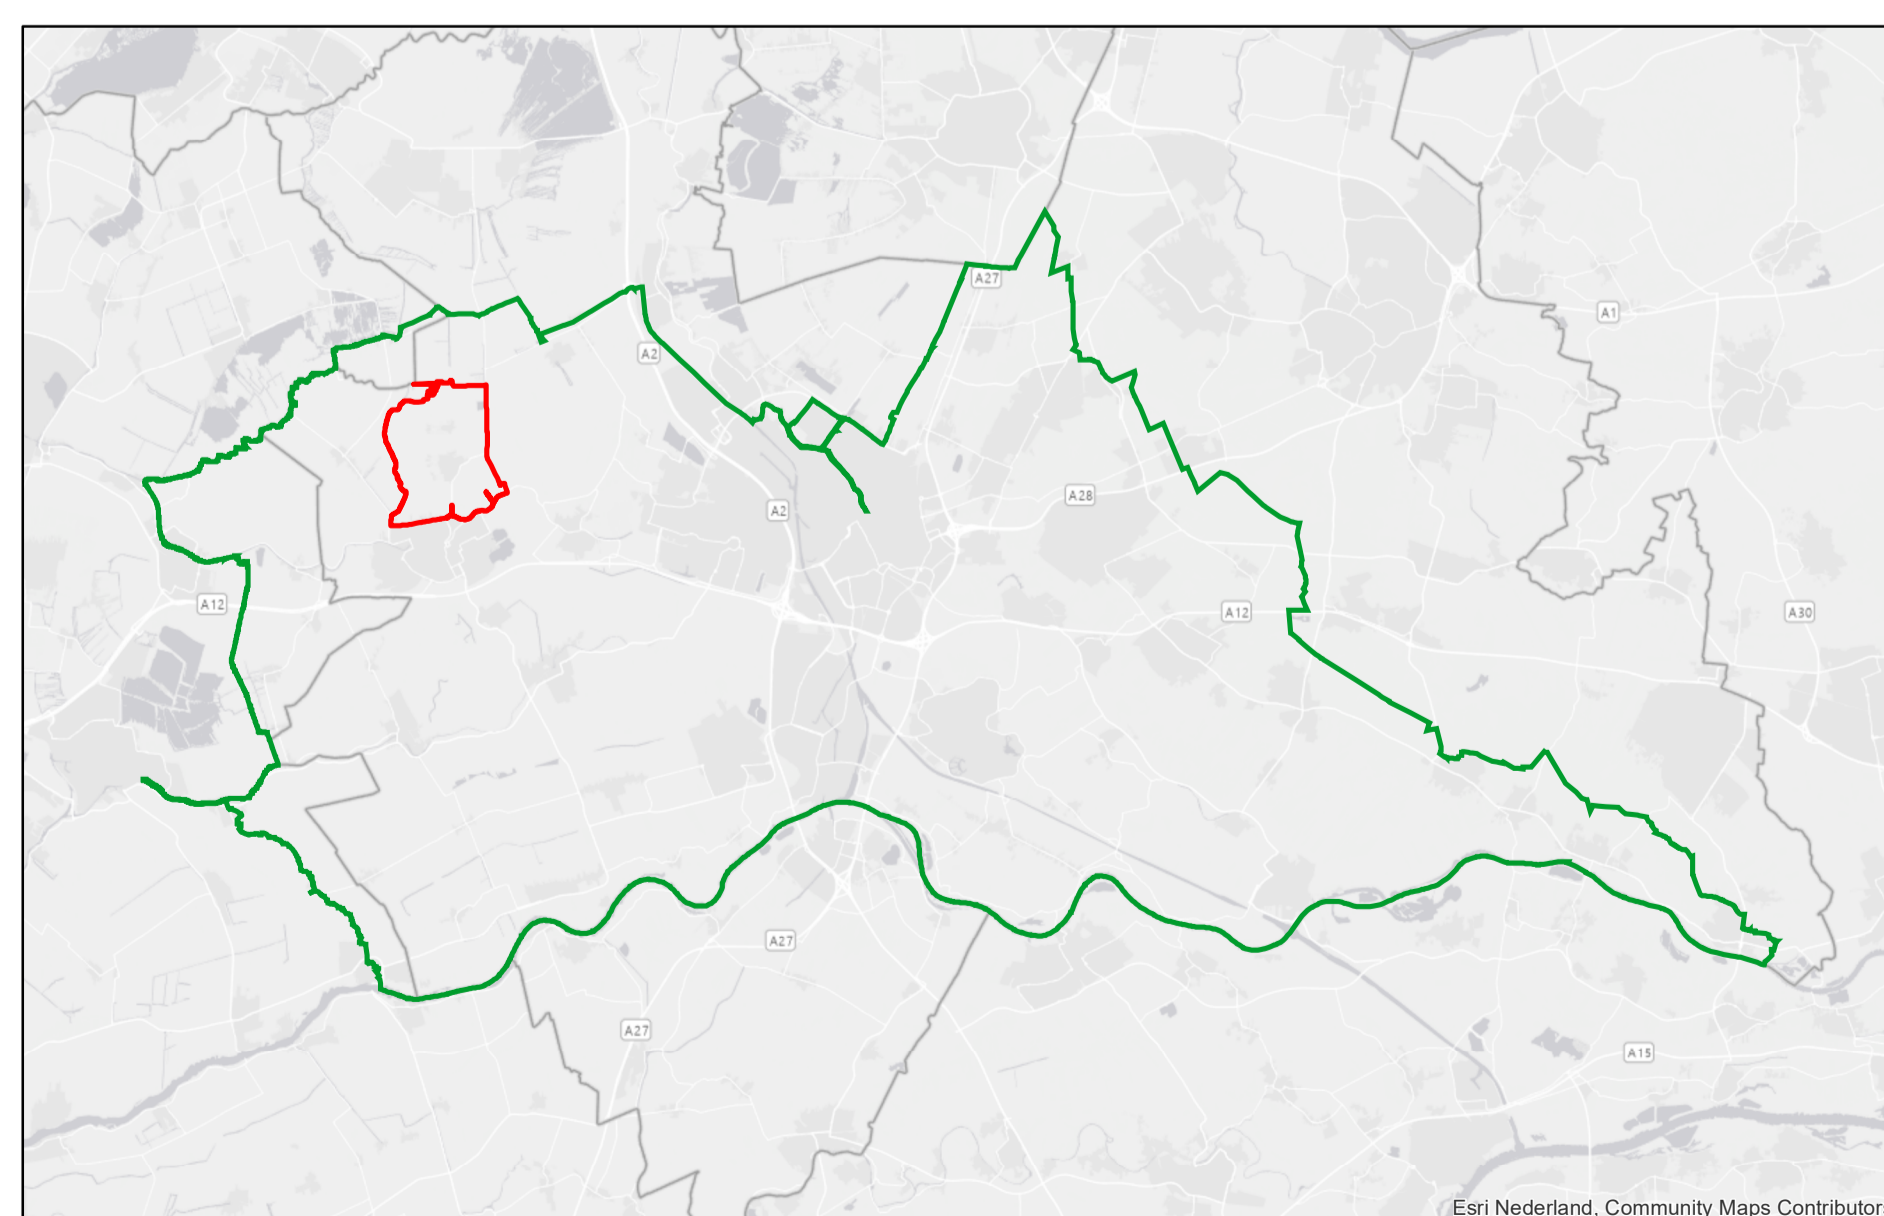 A27
A1
A2
A28
A2
A12
A12
A30
A27
A27
A15
Esri Nederland, Community Maps Contributors